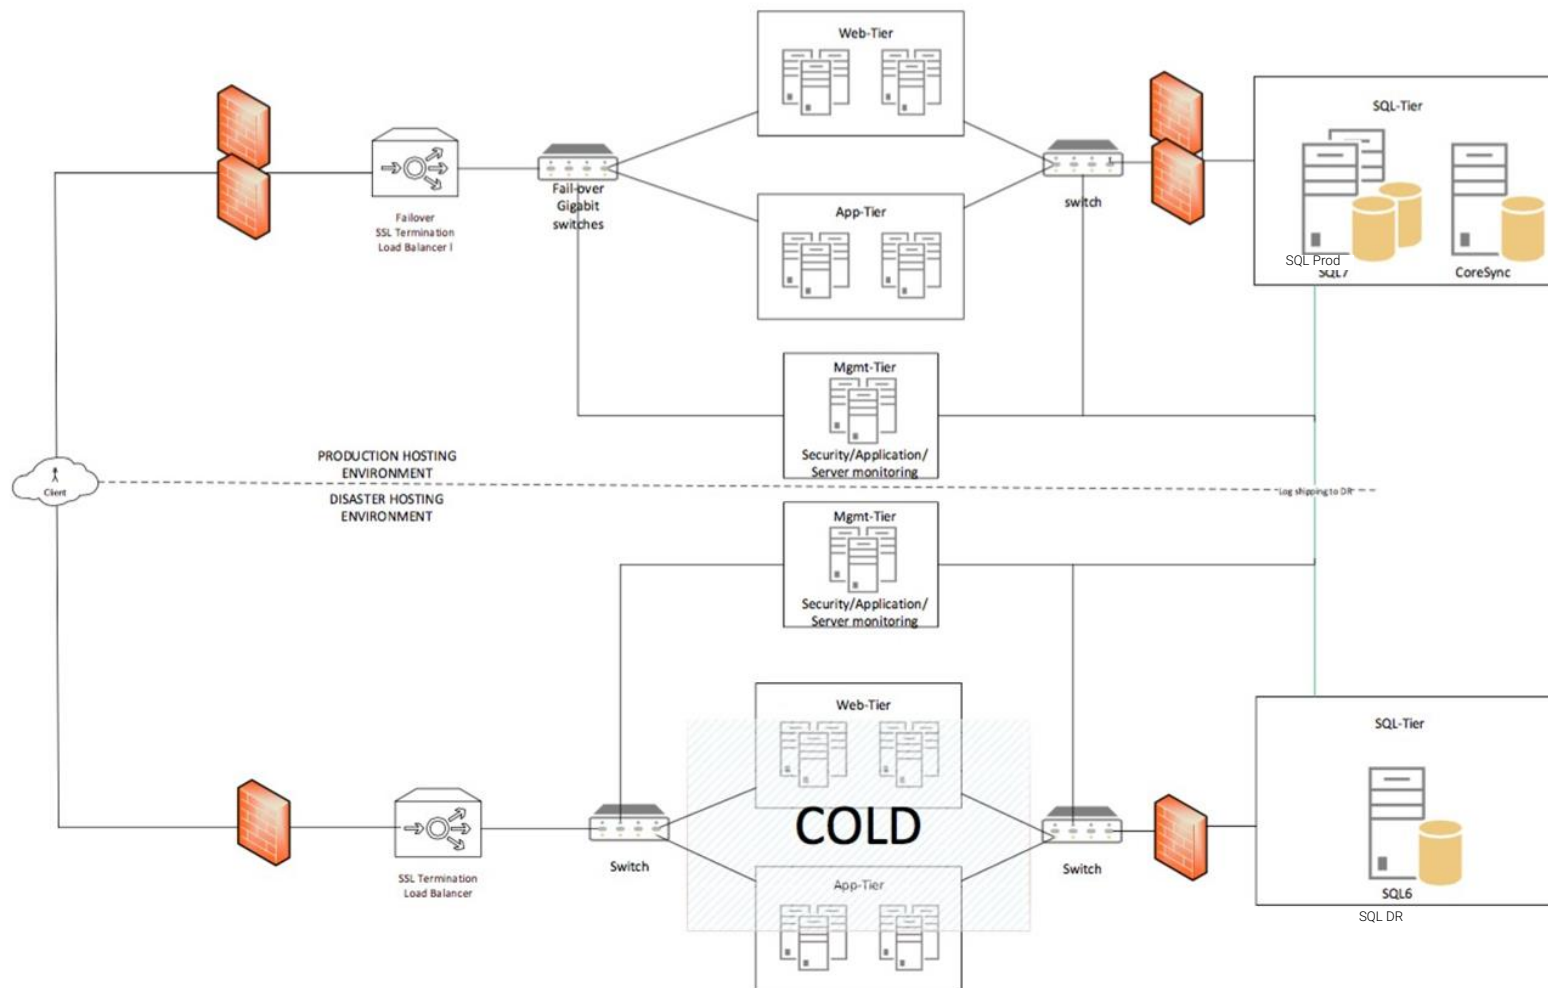 Web-Tier
SQL-Tier
App-Tier
Fail-over
Gigabit
switches
switch
Failover
SSL Termination
Load Balancer l
SQL Prod
SQL7
CoreSync
Mgmt-Tier
Security/Application/
Server monitoring
PRODUCTION HOSTING
ENVIRONMENT
Client
Log shipping to DR
DISASTER HOSTING
ENVIRONMENT
Mgmt-Tier
Security/Application/
Server monitoring
Web-Tier
SQL-Tier
COLD
Switch
Switch
SSL Termination
Load Balancer
App-Tier
SQL6
SQL DR